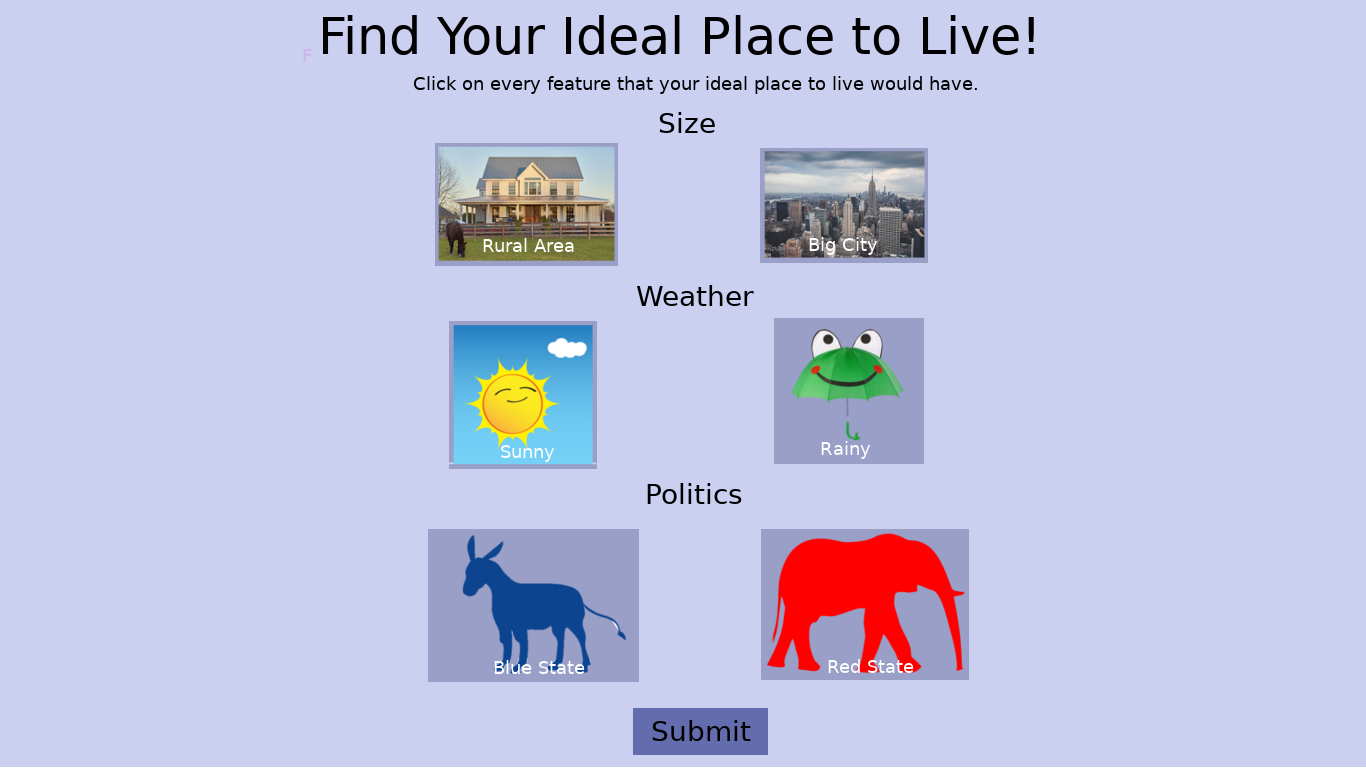 Find Your Ideal Place to Live!
F
Click on every feature that your ideal place to live would have.
Size
Rural Area
Big City
Weather
Sunny
Rainy
Politics
Blue State
Red State
Submit